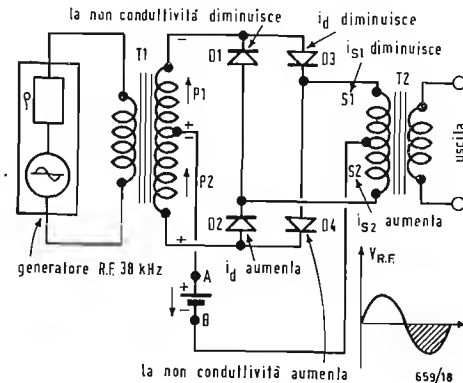 la non conduttività diminuisce
i_d diminuisce
i_S1 diminuisce
T1
D1
D3
T2
ρ
P1
S1
+
−
P2
S2
uscita
i_S2 aumenta
D2
D4
i_d aumenta
V_R.F.
generatore R.F. 38 kHz
A
B
la non conduttività aumenta
659/18